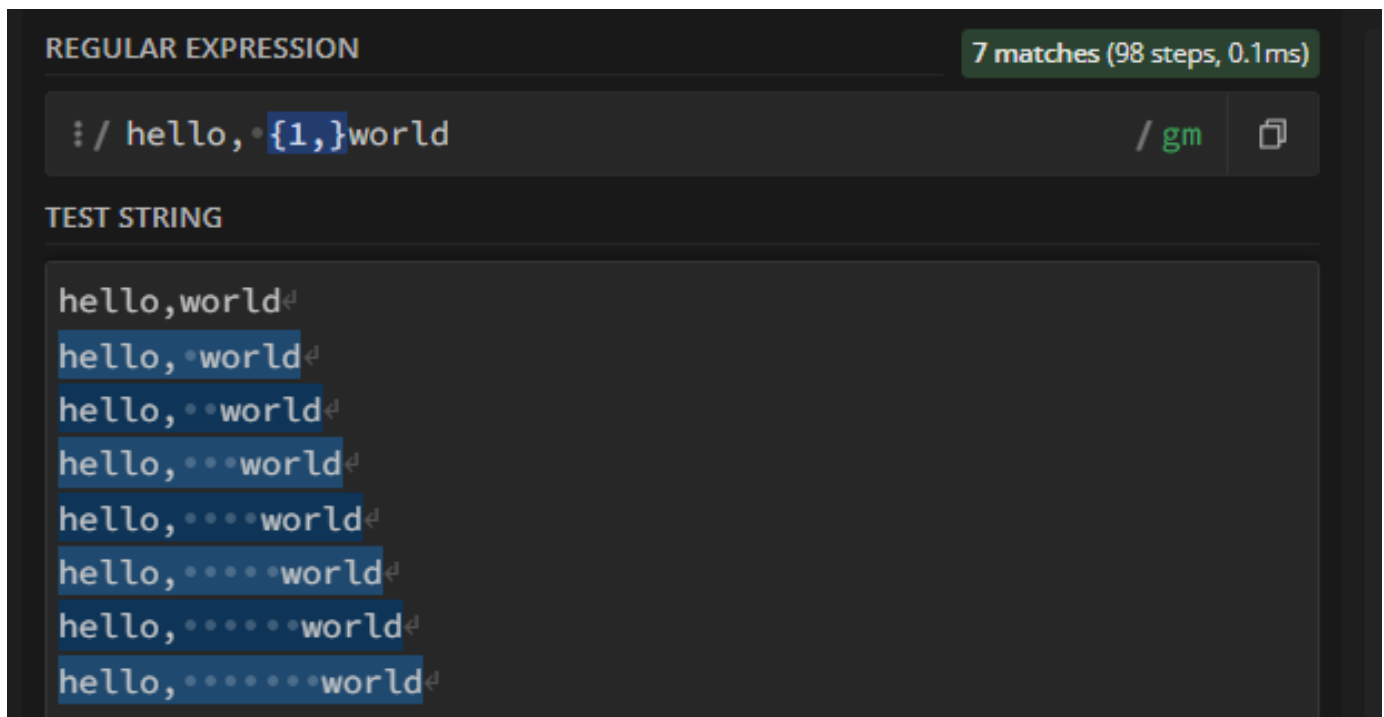 REGULAR EXPRESSION
7 matches (98 steps, 0.1ms)
/ hello,·{1,}world / gm
TEST STRING
hello,world↵
hello,·world↵
hello,··world↵
hello,···world↵
hello,····world↵
hello,·····world↵
hello,······world↵
hello,·······world↵